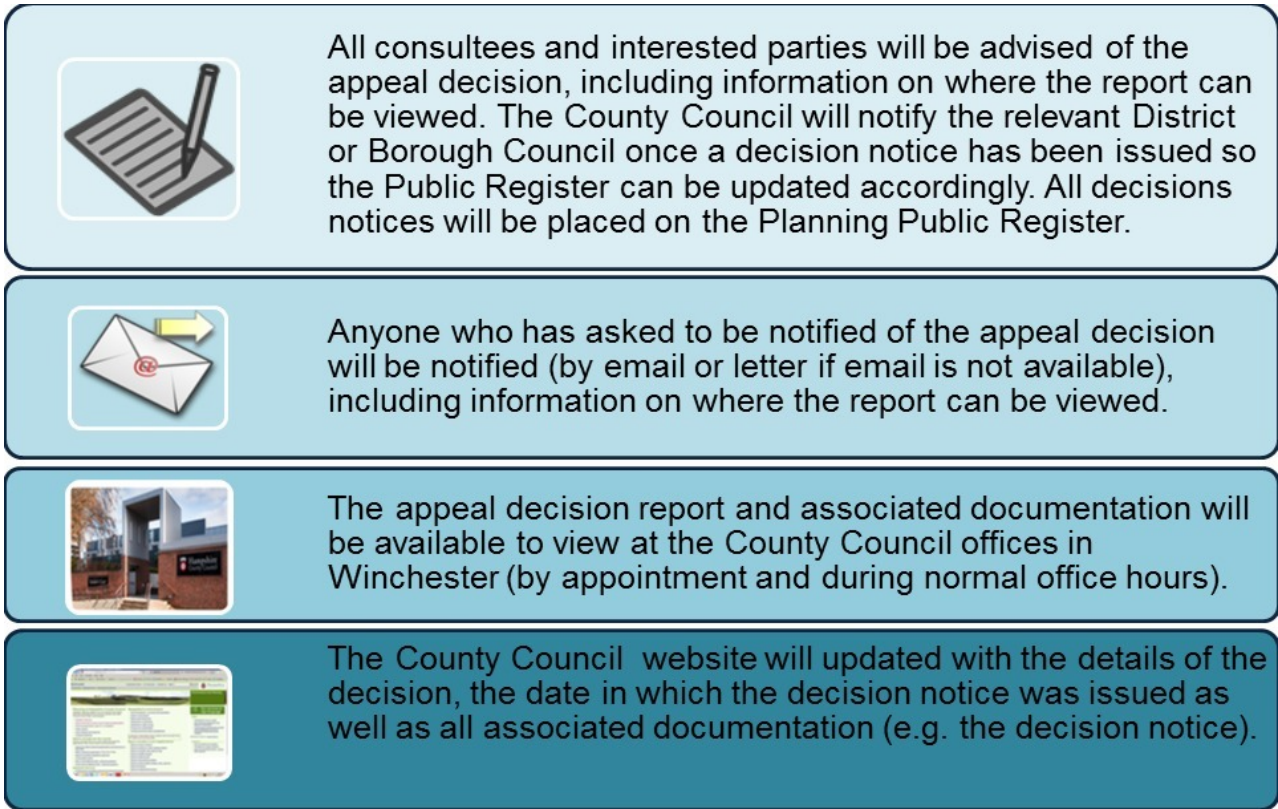 All consultees and interested parties will be advised of the
appeal decision, including information on where the report can
be viewed. The County Council will notify the relevant District
or Borough Council once a decision notice has been issued so
the Public Register can be updated accordingly. All decisions
notices will be placed on the Planning Public Register.
Anyone who has asked to be notified of the appeal decision
will be notified (by email or letter if email is not available),
including information on where the report can be viewed.
The appeal decision report and associated documentation will
be available to view at the County Council offices in
Winchester (by appointment and during normal office hours).
The County Council website will updated with the details of the
decision, the date in which the decision notice was issued as
well as all associated documentation (e.g. the decision notice).